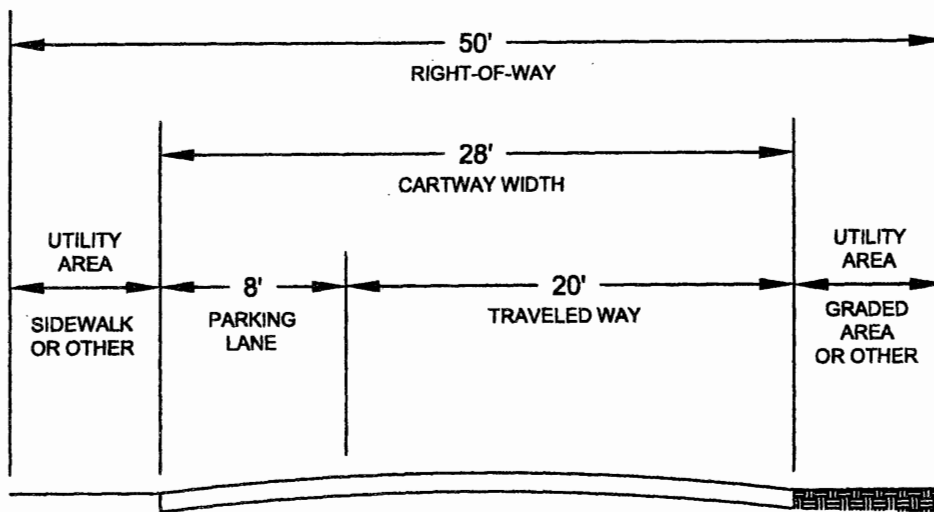 50'
RIGHT-OF-WAY
28'
CARTWAY WIDTH
UTILITY
AREA
SIDEWALK
OR OTHER
8'
PARKING
LANE
20'
TRAVELED WAY
UTILITY
AREA
GRADED
AREA
OR OTHER